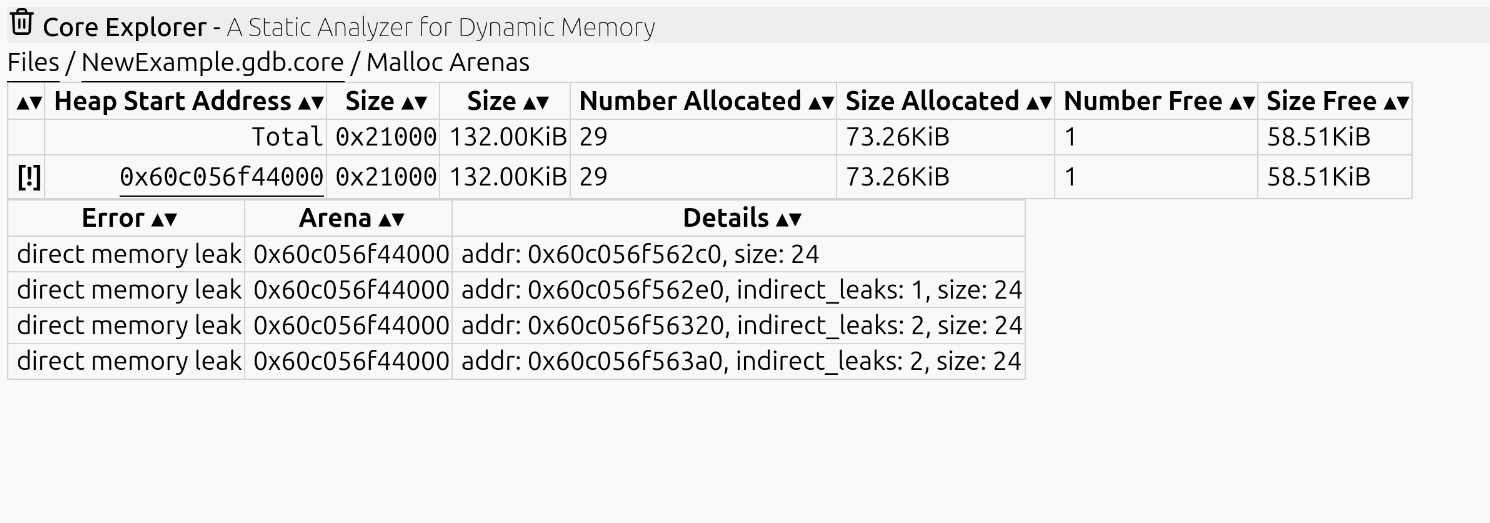 Core Explorer - A Static Analyzer for Dynamic Memory
Files / NewExample.gdb.core / Malloc Arenas
▲▼ Heap Start Address ▲▼ Size ▲▼ Size ▲▼ Number Allocated ▲▼ Size Allocated ▲▼ Number Free ▲▼ Size Free ▲▼
Total 0x21000 132.00KiB 29 73.26KiB 1 58.51KiB
[!] 0x60c056f44000 0x21000 132.00KiB 29 73.26KiB 1 58.51KiB
Error ▲▼ Arena ▲▼ Details ▲▼
direct memory leak 0x60c056f44000 addr: 0x60c056f562c0, size: 24
direct memory leak 0x60c056f44000 addr: 0x60c056f562e0, indirect_leaks: 1, size: 24
direct memory leak 0x60c056f44000 addr: 0x60c056f56320, indirect_leaks: 2, size: 24
direct memory leak 0x60c056f44000 addr: 0x60c056f563a0, indirect_leaks: 2, size: 24